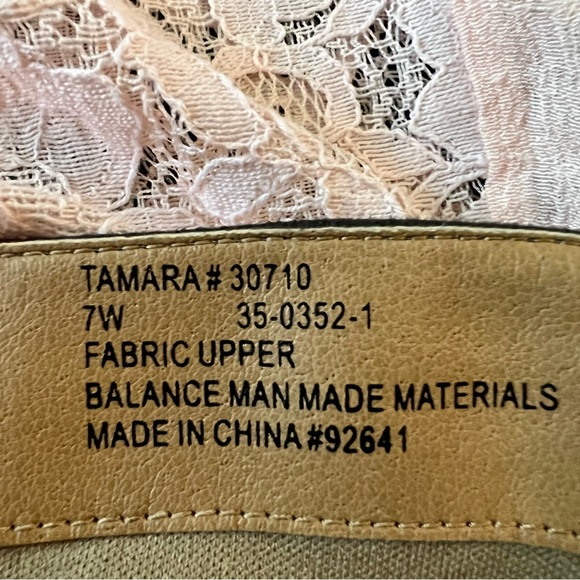 TAMARA # 30710
7W 35-0352-1
FABRIC UPPER
BALANCE MAN MADE MATERIALS
MADE IN CHINA #92641